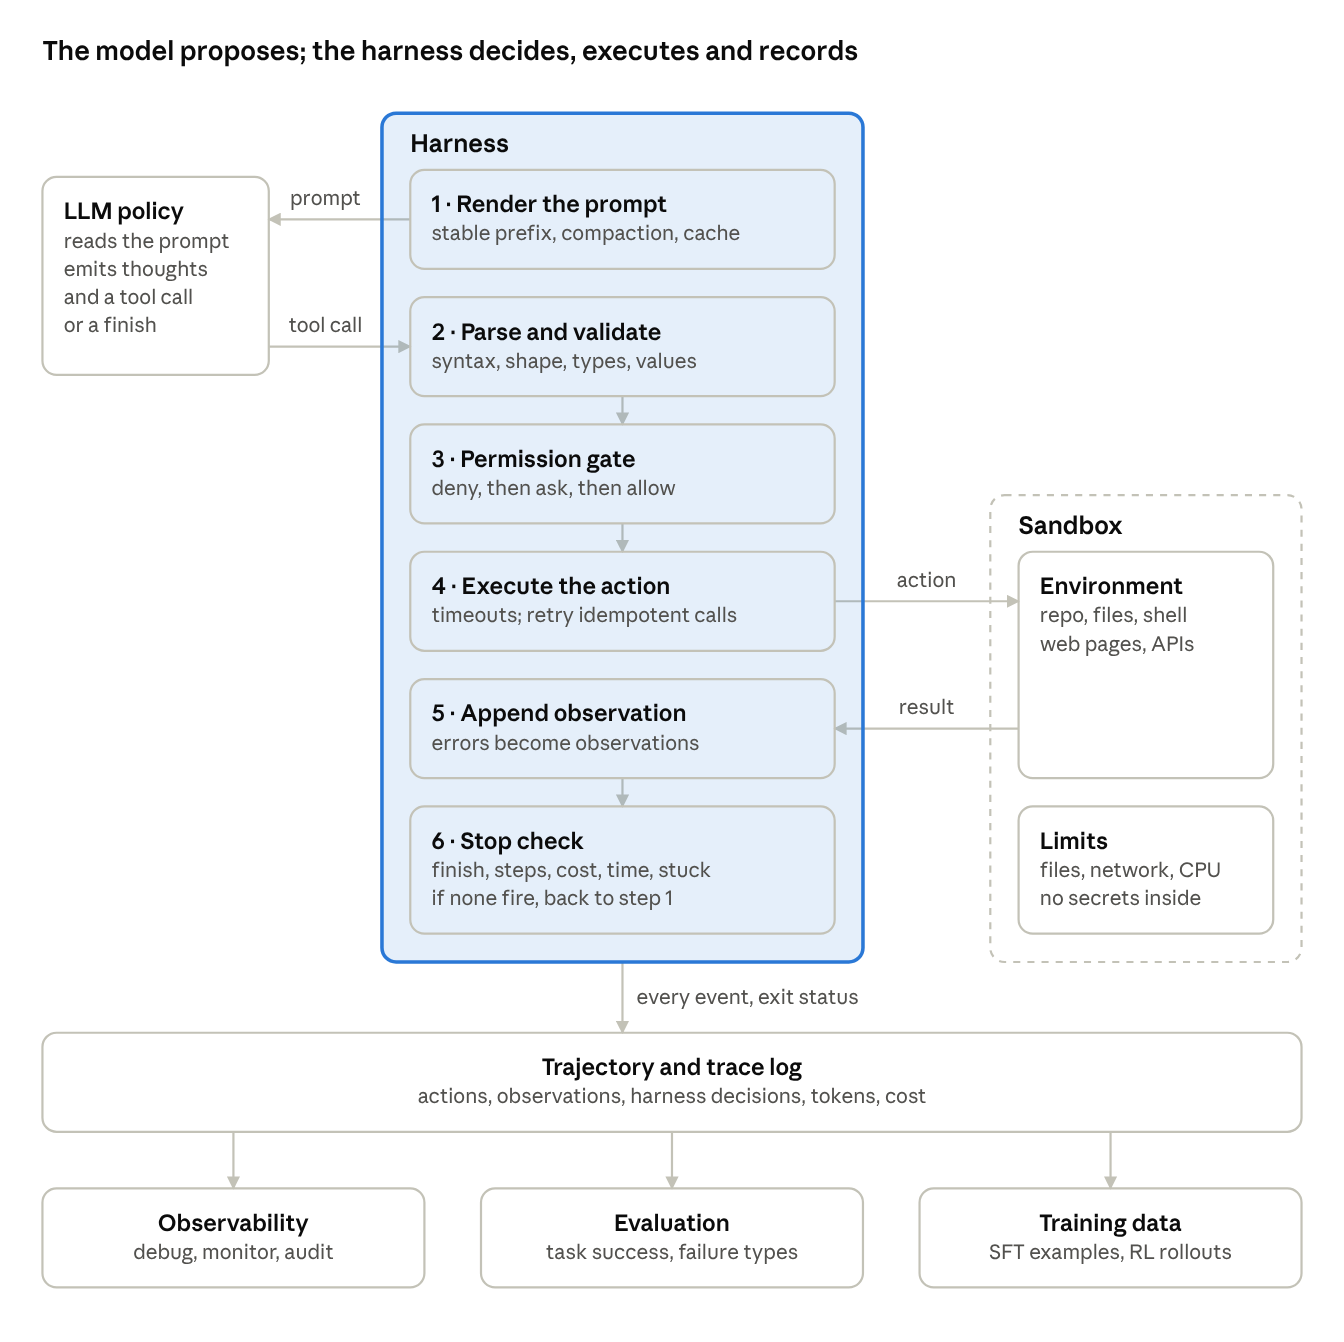 The model proposes; the harness decides, executes and records
Harness
1 · Render the prompt
stable prefix, compaction, cache
prompt
LLM policy
reads the prompt
emits thoughts
and a tool call
or a finish
tool call
2 · Parse and validate
syntax, shape, types, values
3 · Permission gate
deny, then ask, then allow
4 · Execute the action
timeouts; retry idempotent calls
action
Sandbox
Environment
repo, files, shell
web pages, APIs
result
5 · Append observation
errors become observations
6 · Stop check
finish, steps, cost, time, stuck
if none fire, back to step 1
Limits
files, network, CPU
no secrets inside
every event, exit status
Trajectory and trace log
actions, observations, harness decisions, tokens, cost
Observability
debug, monitor, audit
Evaluation
task success, failure types
Training data
SFT examples, RL rollouts